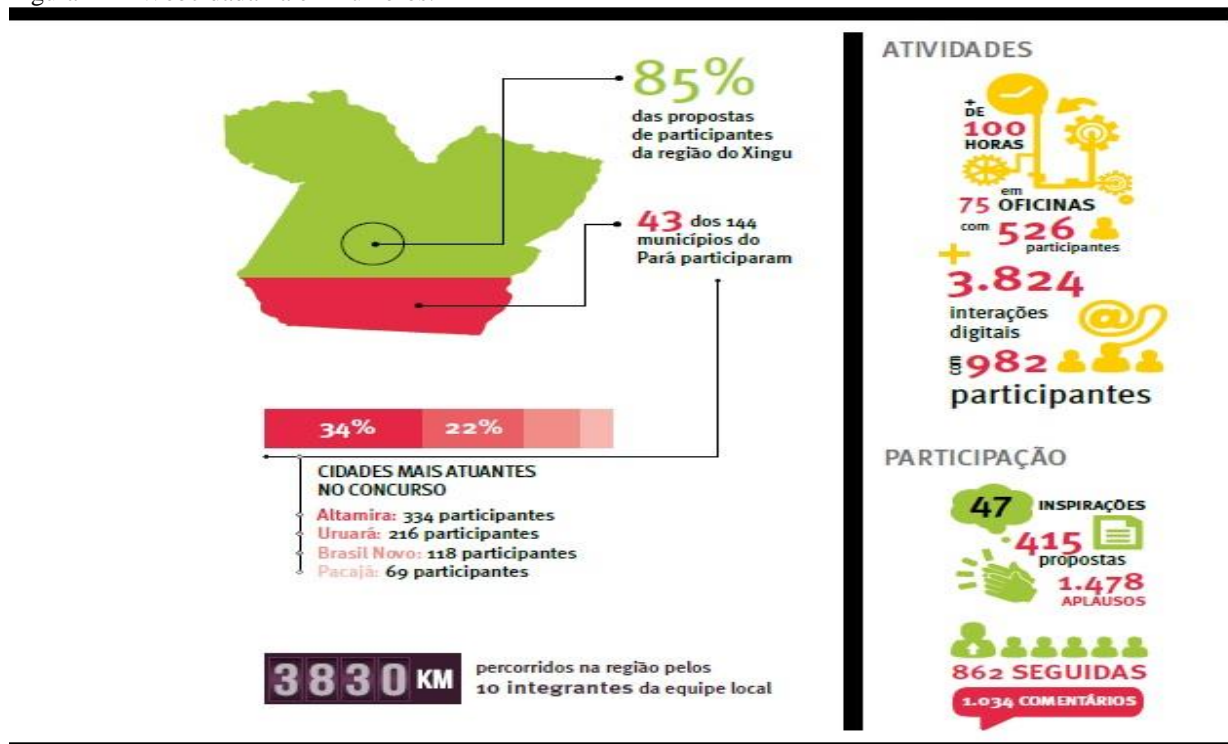 85%
das propostas
de participantes
da região do Xingu
43 dos 144
municípios do
Pará participaram
34% 22%
CIDADES MAIS ATUANTES
NO CONCURSO
Altamira: 334 participantes
Uruará: 216 participantes
Brasil Novo: 118 participantes
Pacajá: 69 participantes
3830 KM
percorridos na região pelos
10 integrantes da equipe local
ATIVIDADES
+
DE
100
HORAS
em
75 OFICINAS
com 526
participantes
+
3.824
interações
digitais
com 982
participantes
PARTICIPAÇÃO
47 INSPIRAÇÕES
415
propostas
1.478
APLAUSOS
862 SEGUIDAS
1.034 COMENTÁRIOS